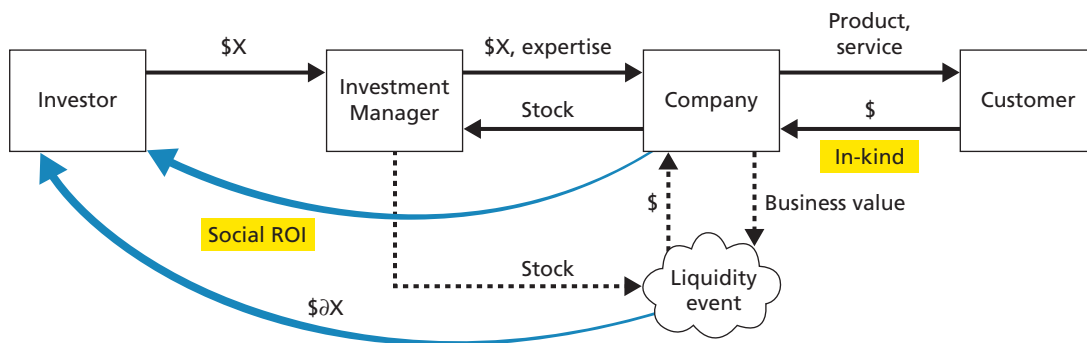 $X
$X, expertise
Product,
service
Investor
Investment
Manager
Company
Customer
Stock
$
In-kind
$
Business value
Social ROI
Stock
Liquidity
event
$∂X